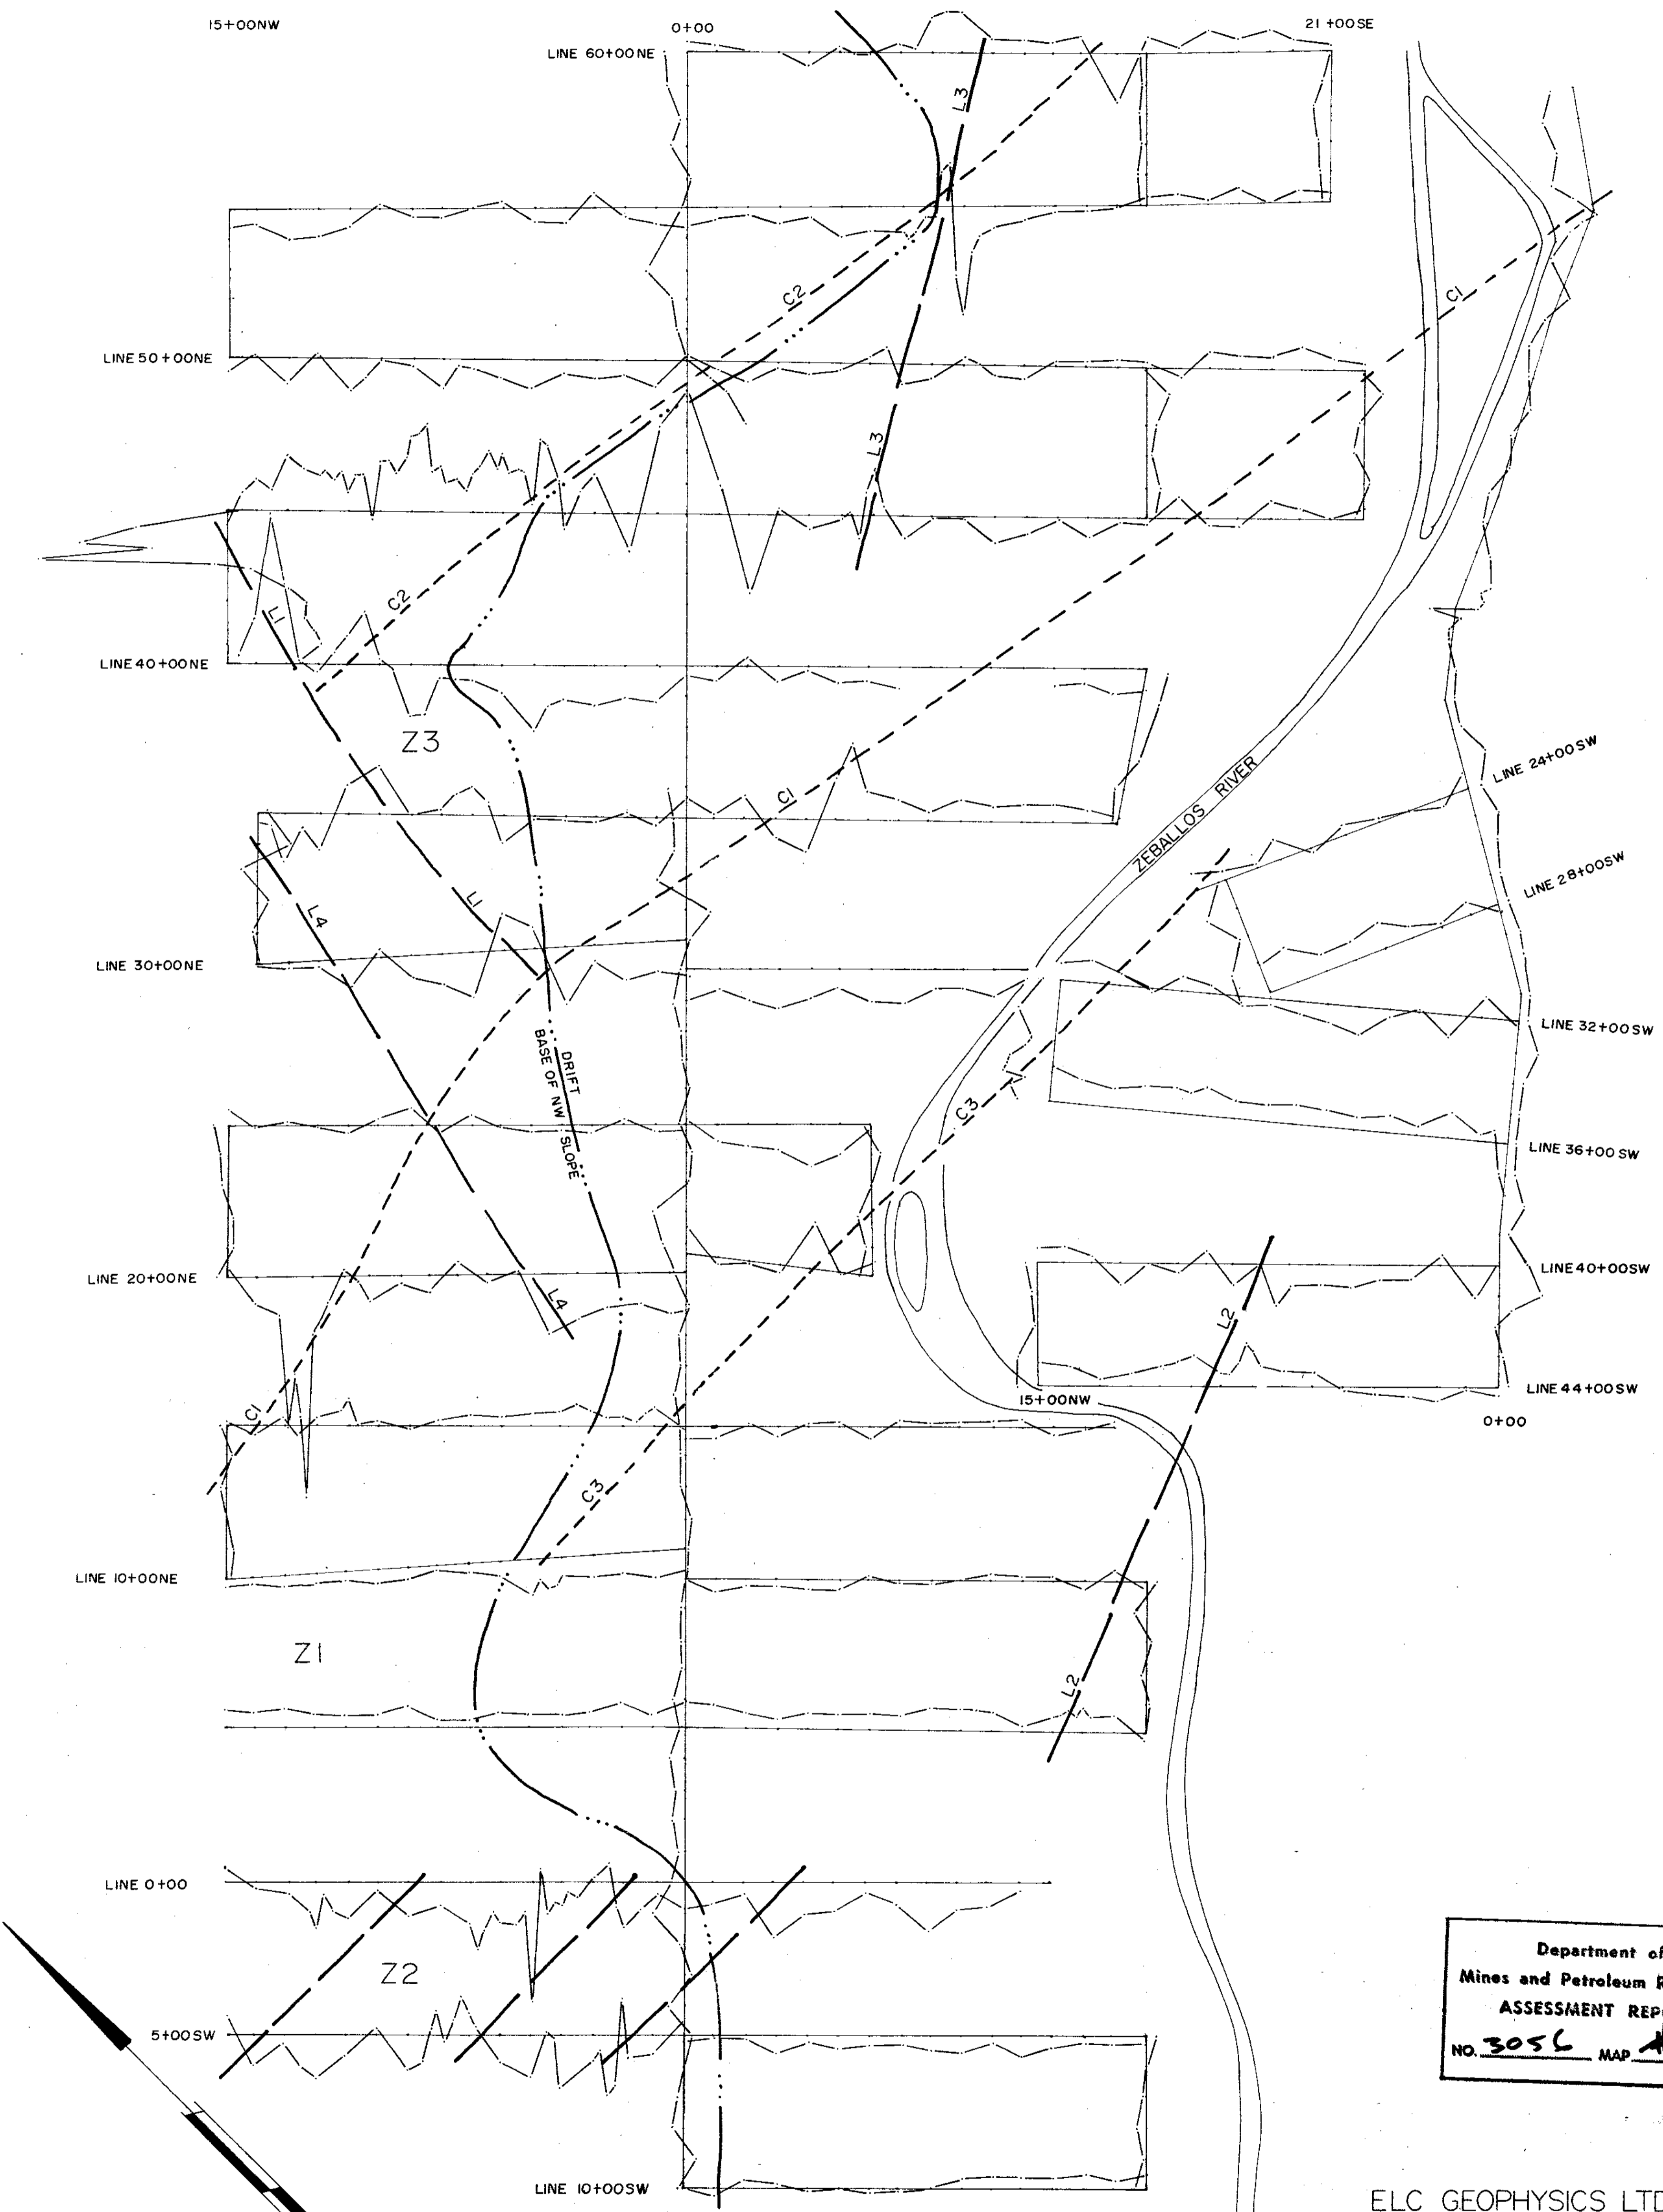 15+00NW
0+00
21+00SE
LINE 60+00NE
L3
C2
C1
LINE 50+00NE
L3
L1
C2
LINE 40+00NE
Z3
C1
ZEBALLOS RIVER
LINE 24+00SW
LINE 28+00SW
L4
L1
LINE 30+00NE
DRIFT
BASE OF NW SLOPE
LINE 32+00SW
C3
LINE 36+00SW
LINE 20+00NE
LINE 40+00SW
L4
L2
C1
15+00NW
LINE 44+00SW
0+00
C3
LINE 10+00NE
Z1
L2
LINE 0+00
Z2
5+00SW
Department of
Mines and Petroleum
ASSESSMENT
NO. 3056 MAP
LINE 10+00SW
ELC GEOPHYSICS LTD